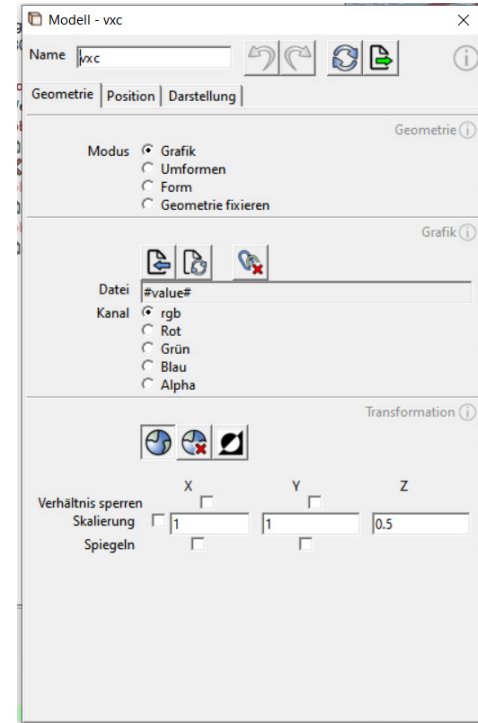 Modell - vxc
Name vxc
Geometrie Position Darstellung
Geometrie
Modus Grafik
Umformen
Form
Geometrie fixieren
Grafik
Datei #value#
Kanal rgb
Rot
Grün
Blau
Alpha
Transformation
X Y Z
Verhältnis sperren
Skalierung 1 1 0.5
Spiegeln